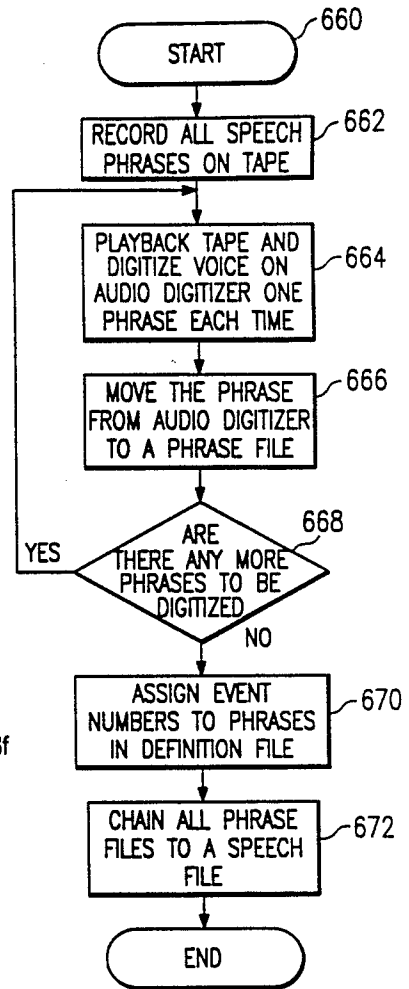 660
START
662
RECORD ALL SPEECH
PHRASES ON TAPE
PLAYBACK TAPE AND
DIGITIZE VOICE ON
AUDIO DIGITIZER ONE
PHRASE EACH TIME
664
MOVE THE PHRASE
FROM AUDIO DIGITIZER
TO A PHRASE FILE
666
668
ARE
THERE ANY MORE
PHRASES TO BE
DIGITIZED
YES
NO
ASSIGN EVENT
NUMBERS TO PHRASES
IN DEFINITION FILE
670
CHAIN ALL PHRASE
FILES TO A SPEECH
FILE
672
END